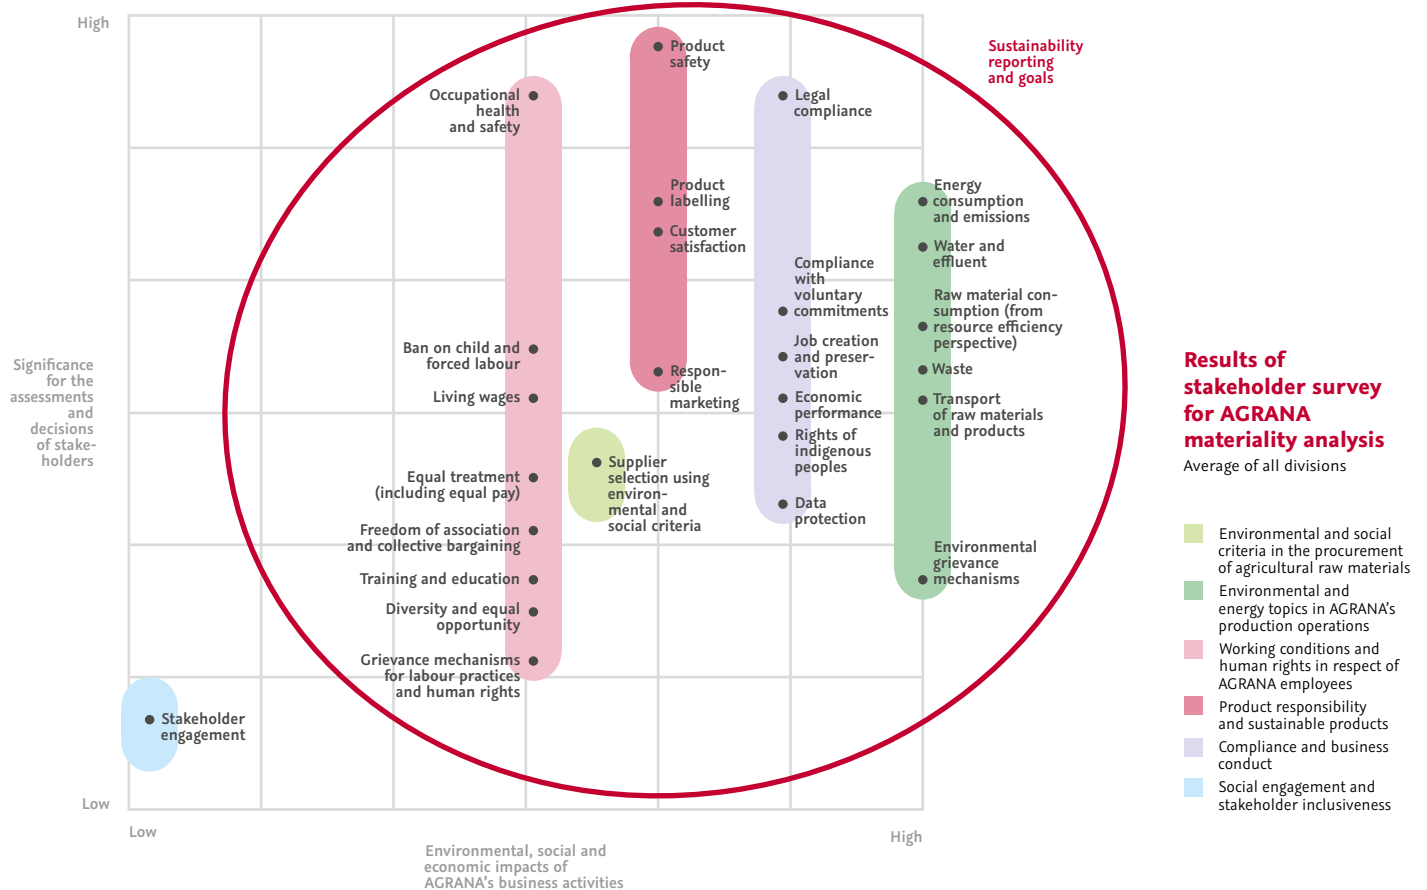 High
Sustainability
reporting
and goals
Product
safety
Occupational
health
and safety
Legal
compliance
Product
labelling
Customer
satisfaction
Energy
consumption
and emissions
Water and
effluent
Compliance
with
voluntary
commitments
Raw material con-
sumption (from
resource efficiency
perspective)
Ban on child and
forced labour
Job creation
and preser-
vation
Respon-
sible
marketing
Waste
Living wages
Economic
performance
Transport
of raw materials
and products
Significance
for the
assessments
and
decisions
of stake-
holders
Rights of
indigenous
peoples
Supplier
selection using
environ-
mental and
social criteria
Equal treatment
(including equal pay)
Data
protection
Freedom of association
and collective bargaining
Environmental
grievance
mechanisms
Training and education
Diversity and equal
opportunity
Grievance mechanisms
for labour practices
and human rights
Stakeholder
engagement
Low
Low
High
Environmental, social and
economic impacts of
AGRANA’s business activities
Results of
stakeholder survey
for AGRANA
materiality analysis
Average of all divisions
Environmental and social
criteria in the procurement
of agricultural raw materials
Environmental and
energy topics in AGRANA’s
production operations
Working conditions and
human rights in respect of
AGRANA employees
Product responsibility
and sustainable products
Compliance and business
conduct
Social engagement and
stakeholder inclusiveness